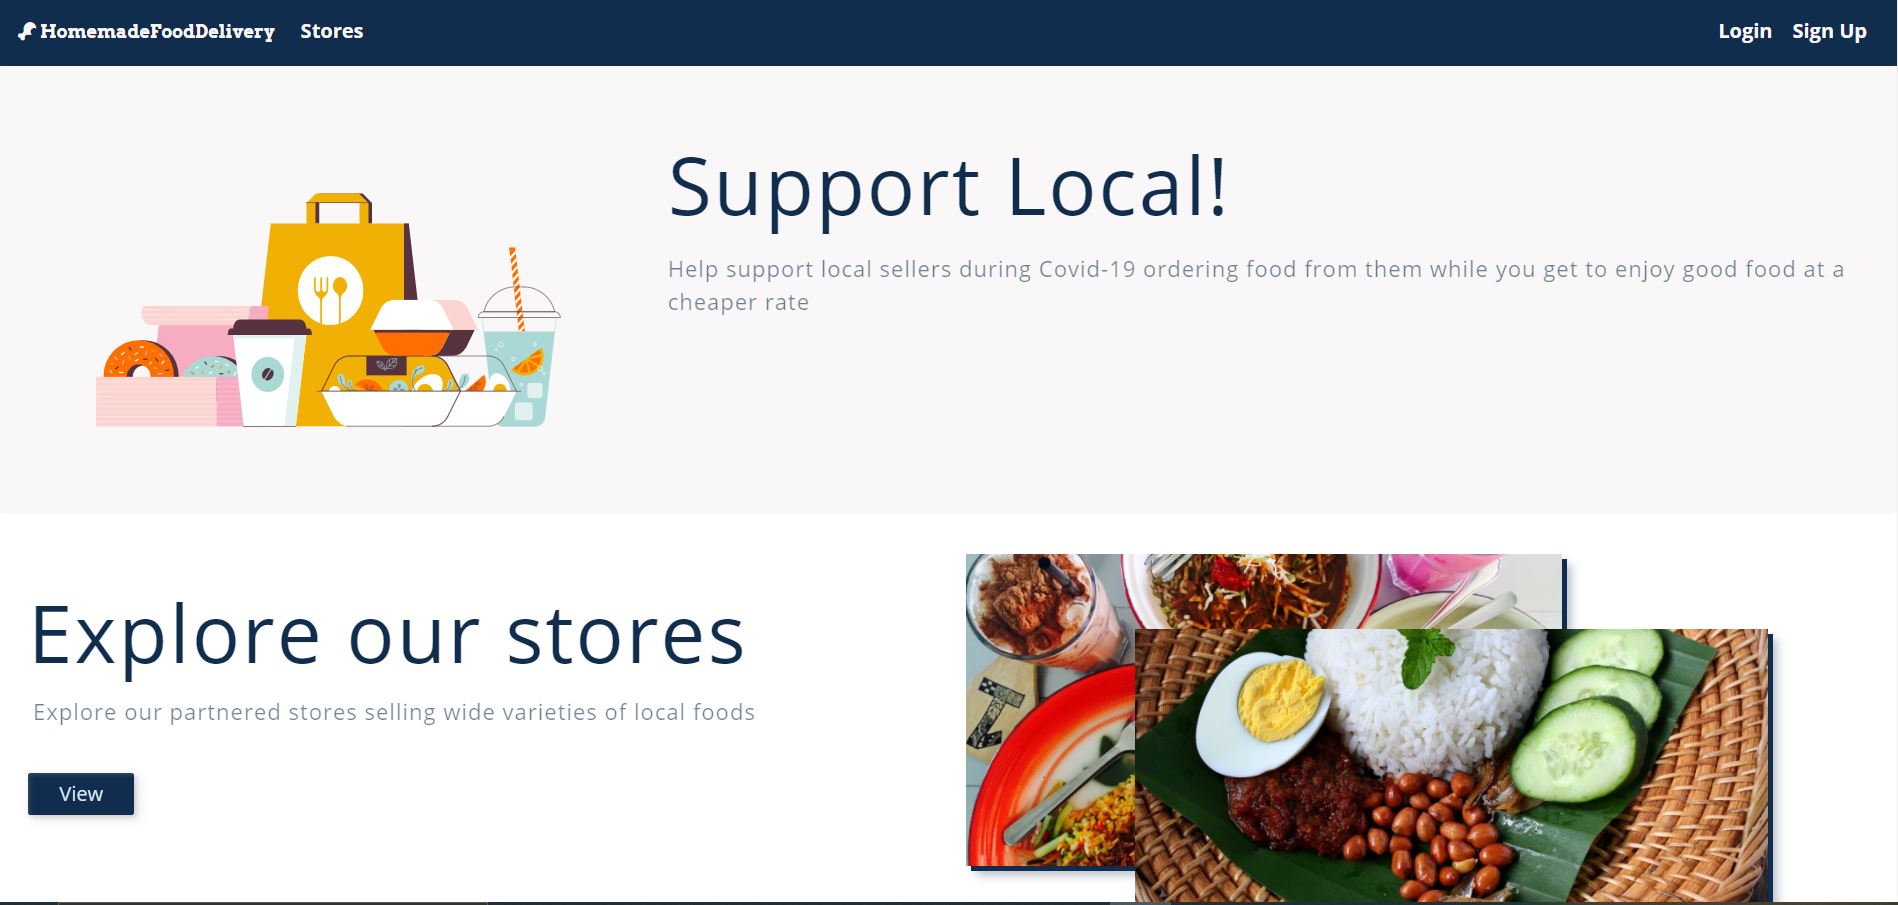 HomemadeFoodDelivery Stores Login Sign Up
Support Local!
Help support local sellers during Covid-19 ordering food from them while you get to enjoy good food at a
cheaper rate
Explore our stores
Explore our partnered stores selling wide varieties of local foods
View